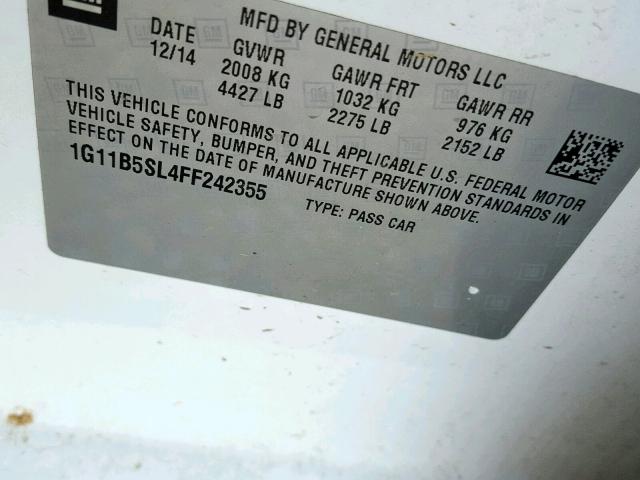 GM
MFD BY GENERAL MOTORS LLC
DATE GVWR GAWR FRT GAWR RR
12/14 2008 KG 1032 KG 976 KG
4427 LB 2275 LB 2152 LB
THIS VEHICLE CONFORMS TO ALL APPLICABLE U.S. FEDERAL MOTOR
VEHICLE SAFETY, BUMPER, AND THEFT PREVENTION STANDARDS IN
EFFECT ON THE DATE OF MANUFACTURE SHOWN ABOVE.
1G11B5SL4FF242355 TYPE: PASS CAR